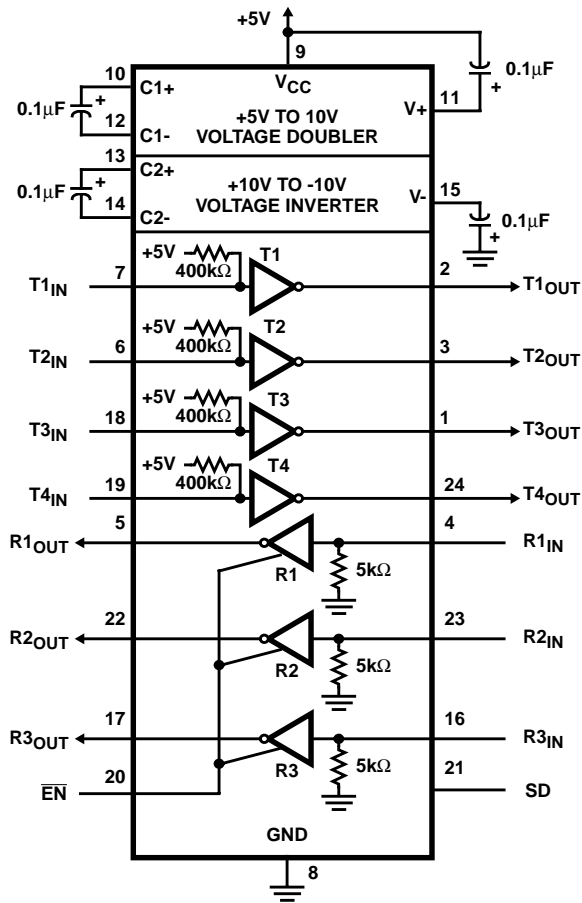 +5V
9
10
VCC
0.1µF
C1+
+
+
0.1µF
12
C1-
+5V TO 10V
VOLTAGE DOUBLER
V+
11
13
C2+
+
0.1µF
14
C2-
+10V TO -10V
VOLTAGE INVERTER
V-
15
0.1µF
+
+5V
400kΩ
T1
T1IN
7
2
T1OUT
+5V
400kΩ
T2
T2IN
6
3
T2OUT
+5V
400kΩ
T3
T3IN
18
1
T3OUT
+5V
400kΩ
T4
T4IN
19
24
T4OUT
R1OUT
5
4
R1IN
R1
5kΩ
R2OUT
22
23
R2IN
R2
5kΩ
R3OUT
17
16
R3IN
R3
5kΩ
EN
20
21
SD
GND
8